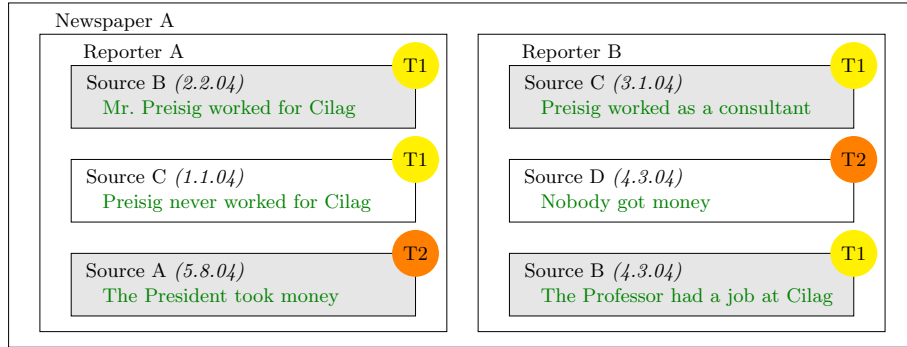 Newspaper A
Reporter A
T1
Source B (2.2.04)
Mr. Preisig worked for Cilag
T1
Source C (1.1.04)
Preisig never worked for Cilag
T2
Source A (5.8.04)
The President took money
Reporter B
T1
Source C (3.1.04)
Preisig worked as a consultant
T2
Source D (4.3.04)
Nobody got money
T1
Source B (4.3.04)
The Professor had a job at Cilag